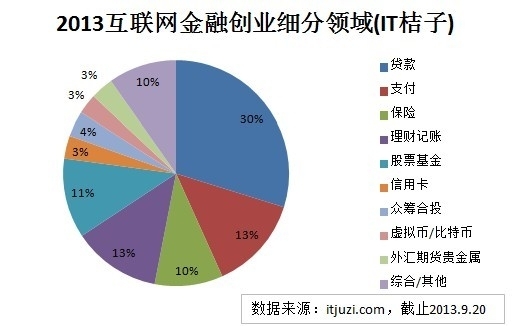 2013互联网金融创业细分领域(IT桔子)
30%
13%
10%
13%
11%
3%
4%
3%
3%
10%
贷款
支付
保险
理财记账
股票基金
信用卡
众筹合投
虚拟币/比特币
外汇期货贵金属
综合/其他
数据来源：itjuzi.com，截止2013.9.20